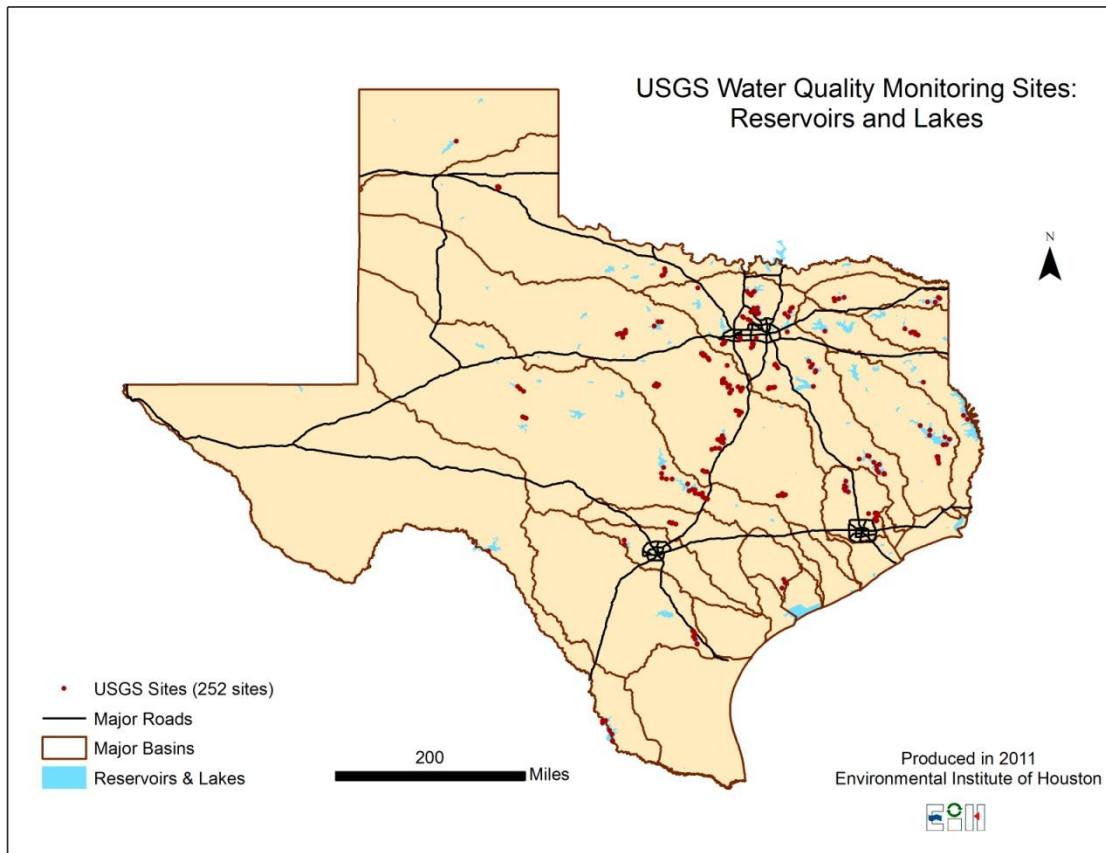 USGS Water Quality Monitoring Sites:
Reservoirs and Lakes
N
USGS Sites (252 sites)
Major Roads
Major Basins
Reservoirs & Lakes
200
Miles
Produced in 2011
Environmental Institute of Houston
EIH